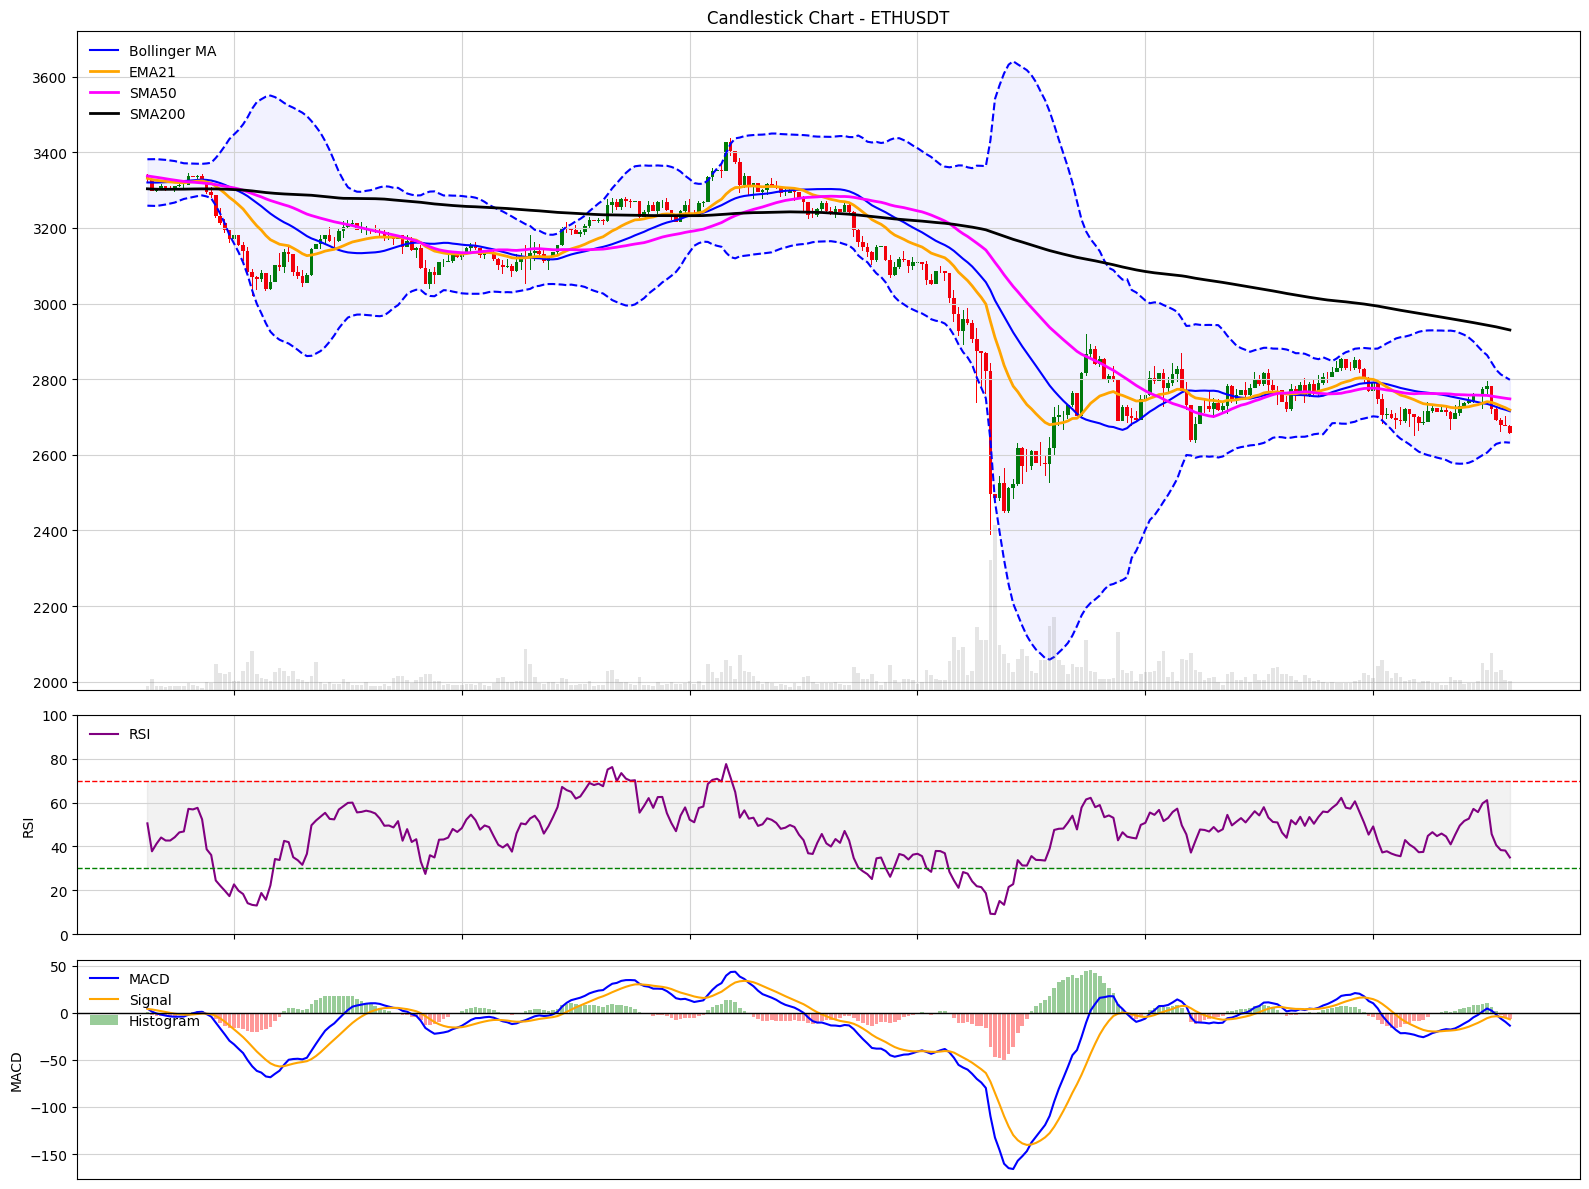 Candlestick Chart - ETHUSDT
Bollinger MA
EMA21
SMA50
SMA200
3600
3400
3200
3000
2800
2600
2400
2200
2000
RSI
100
80
60
40
20
0
RSI
MACD
Signal
Histogram
50
0
−50
−100
−150
MACD